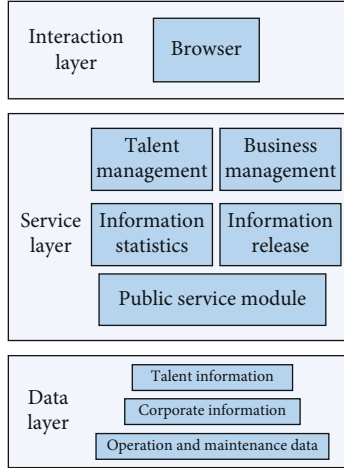 Interaction
layer
Browser
Service
layer
Talent
management
Business
management
Information
statistics
Information
release
Public service module
Data
layer
Talent information
Corporate information
Operation and maintenance data